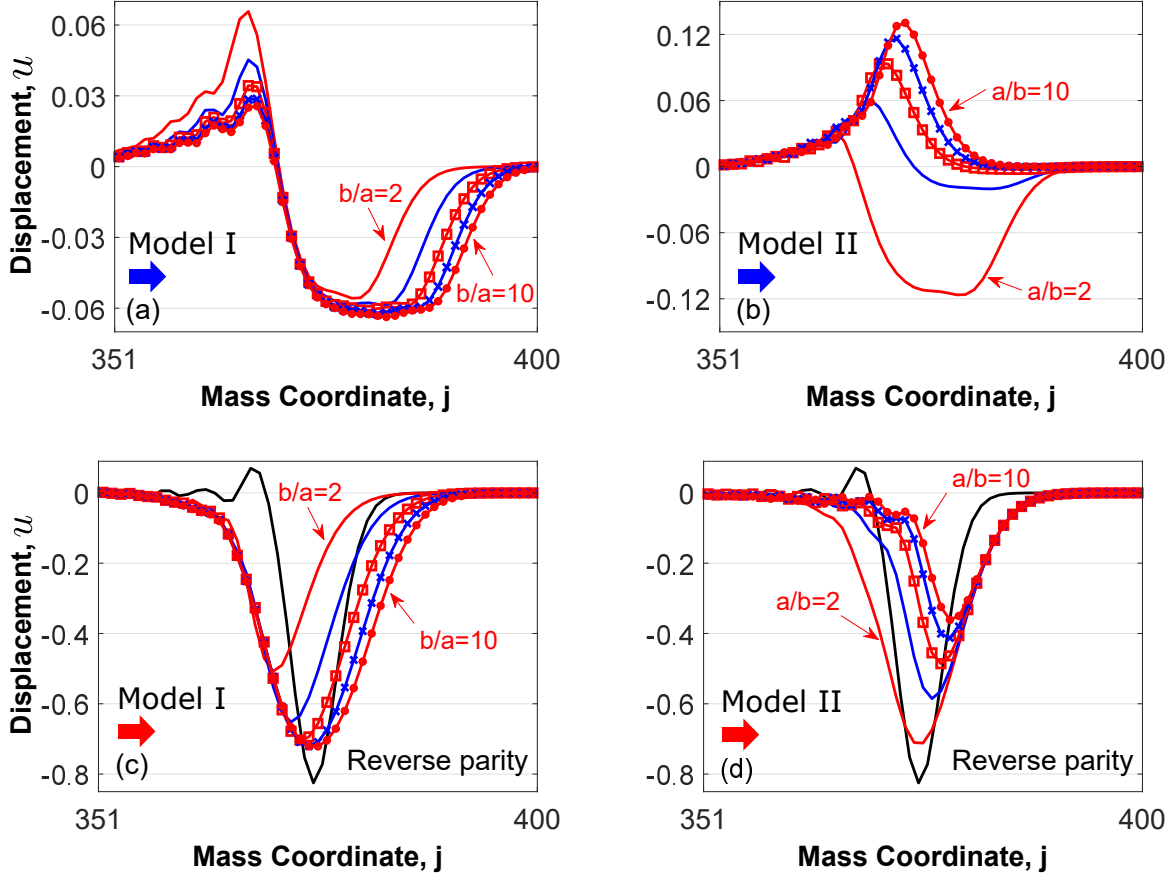 0.06
0.03
0
-0.03
-0.06
Displacement, u
b/a=2
b/a=10
Model I
(a)
351
400
Mass Coordinate, j
0.12
0.06
0
-0.06
-0.12
a/b=10
a/b=2
Model II
(b)
351
400
Mass Coordinate, j
0
-0.2
-0.4
-0.6
-0.8
Displacement, u
b/a=2
b/a=10
Model I
(c)
Reverse parity
351
400
Mass Coordinate, j
0
-0.2
-0.4
-0.6
-0.8
a/b=10
a/b=2
Model II
(d)
Reverse parity
351
400
Mass Coordinate, j